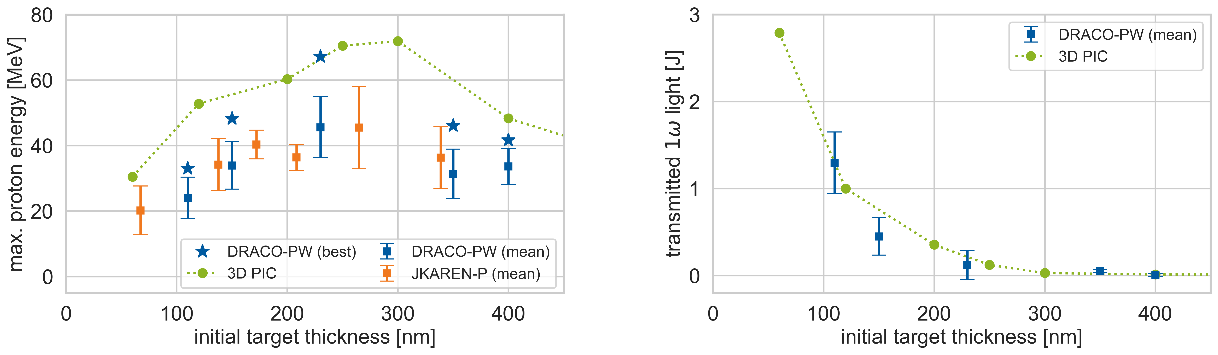 max. proton energy [MeV]
80
60
40
20
0
DRACO-PW (best)
3D PIC
DRACO-PW (mean)
JKAREN-P (mean)
0
100
200
300
400
initial target thickness [nm]
transmitted 1ω light [J]
3
2
1
0
DRACO-PW (mean)
3D PIC
0
100
200
300
400
initial target thickness [nm]